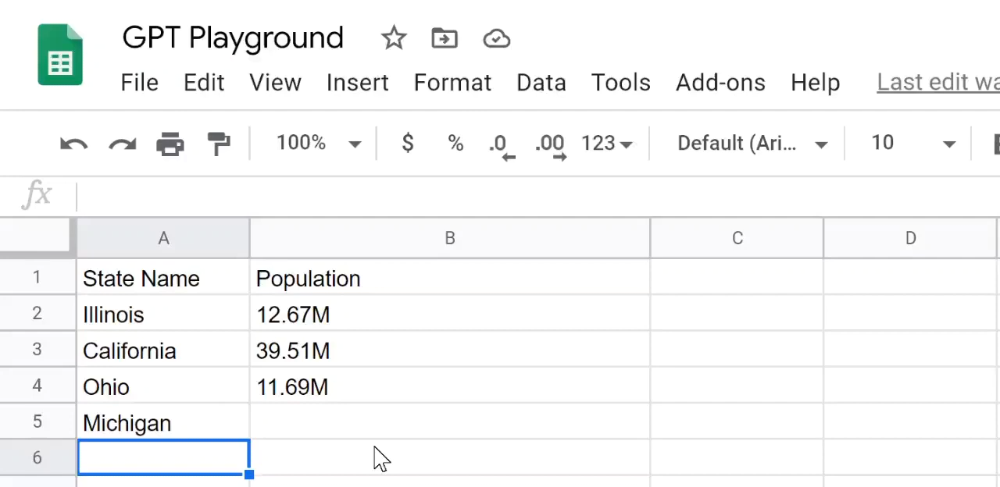 GPT Playground
File Edit View Insert Format Data Tools Add-ons Help Last edit
100% $ % .0 .00 123 Default (Ari... 10
fx
A B C D
1 State Name Population
2 Illinois 12.67M
3 California 39.51M
4 Ohio 11.69M
5 Michigan
6